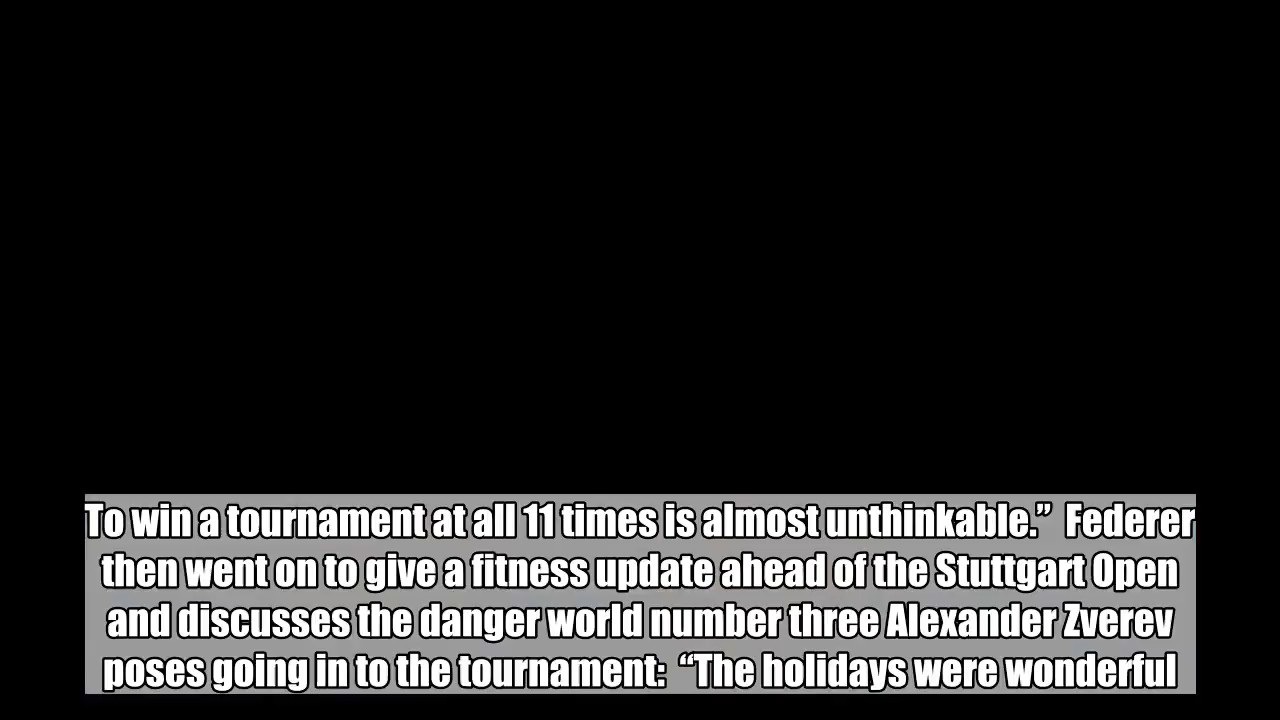 To win a tournament at all 11 times is almost unthinkable.”  Federer
then went on to give a fitness update ahead of the Stuttgart Open
and discusses the danger world number three Alexander Zverev
poses going in to the tournament:  “The holidays were wonderful